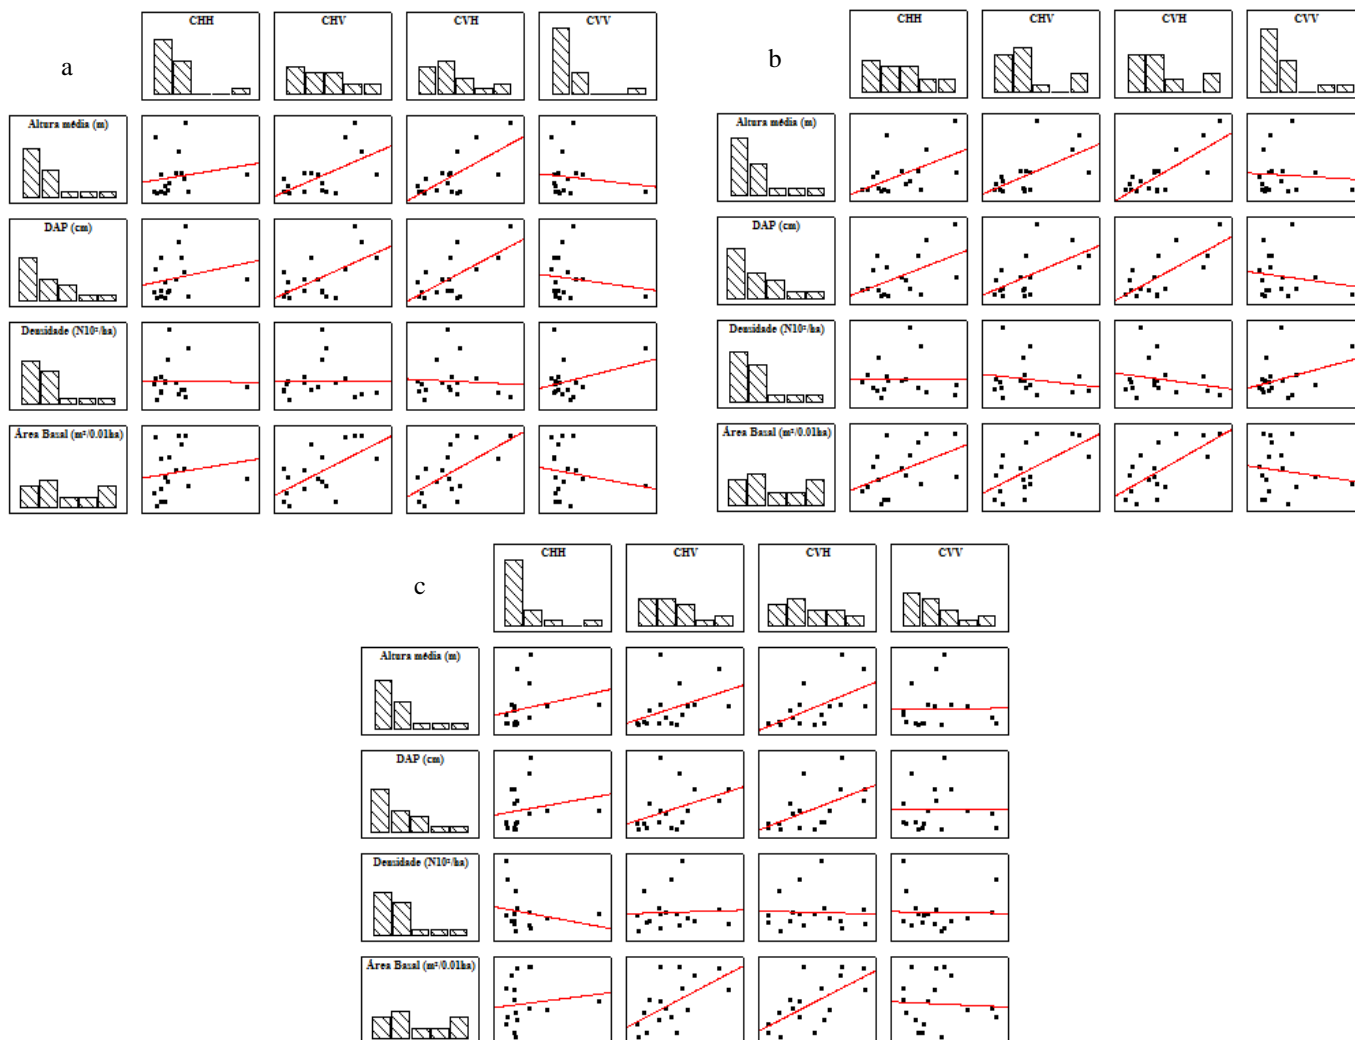 a
CHH
CHV
CVH
CVV
Altura média (m)
DAP (cm)
Densidade (N10²/ha)
Área Basal (m²/0.01ha)
b
CHH
CHV
CVH
CVV
Altura média (m)
DAP (cm)
Densidade (N10²/ha)
Área Basal (m²/0.01ha)
c
CHH
CHV
CVH
CVV
Altura média (m)
DAP (cm)
Densidade (N10²/ha)
Área Basal (m²/0.01ha)